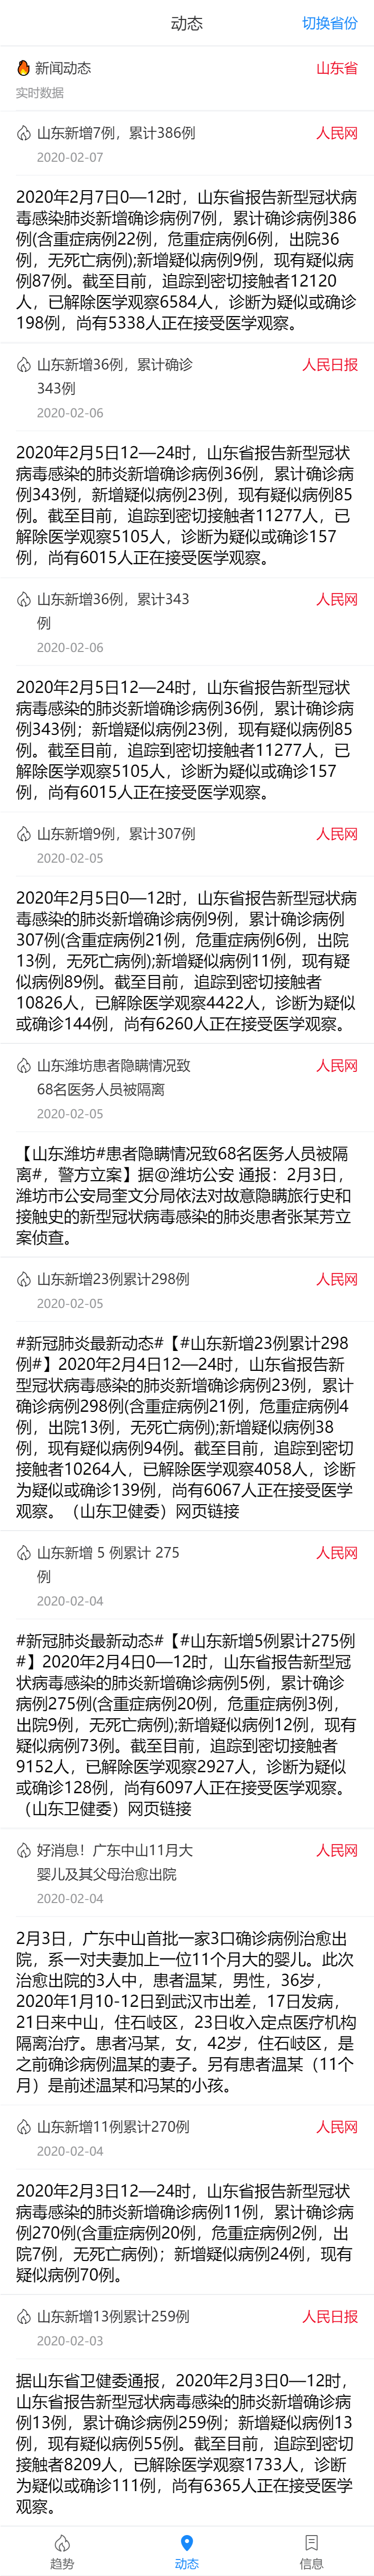 动态
切换省份
新闻动态
山东省
实时数据
山东新增7例，累计386例
人民网
2020-02-07
2020年2月7日0—12时，山东省报告新型冠状病
毒感染肺炎新增确诊病例7例，累计确诊病例386
例(含重症病例22例，危重症病例6例，出院36
例，无死亡病例);新增疑似病例9例，现有疑似病
例87例。截至目前，追踪到密切接触者12120
人，已解除医学观察6584人，诊断为疑似或确诊
198例，尚有5338人正在接受医学观察。
山东新增36例，累计确诊
人民日报
343例
2020-02-06
2020年2月5日12—24时，山东省报告新型冠状
病毒感染的肺炎新增确诊病例36例，累计确诊病
例343例，新增疑似病例23例，现有疑似病例85
例。截至目前，追踪到密切接触者11277人，已
解除医学观察5105人，诊断为疑似或确诊157
例，尚有6015人正在接受医学观察。
山东新增36例，累计343
人民网
例
2020-02-06
2020年2月5日12—24时，山东省报告新型冠状
病毒感染的肺炎新增确诊病例36例，累计确诊病
例343例；新增疑似病例23例，现有疑似病例85
例。截至目前，追踪到密切接触者11277人，已
解除医学观察5105人，诊断为疑似或确诊157
例，尚有6015人正在接受医学观察。
山东新增9例，累计307例
人民网
2020-02-05
2020年2月5日0—12时，山东省报告新型冠状病
毒感染的肺炎新增确诊病例9例，累计确诊病例
307例(含重症病例21例，危重症病例6例，出院
13例，无死亡病例);新增疑似病例11例，现有疑
似病例89例。截至目前，追踪到密切接触者
10826人，已解除医学观察4422人，诊断为疑似
或确诊144例，尚有6260人正在接受医学观察。
山东潍坊患者隐瞒情况致
人民网
68名医务人员被隔离
2020-02-05
【山东潍坊#患者隐瞒情况致68名医务人员被隔
离#，警方立案】据@潍坊公安 通报：2月3日，
潍坊市公安局奎文分局依法对故意隐瞒旅行史和
接触史的新型冠状病毒感染的肺炎患者张某芳立
案侦查。
山东新增23例累计298例
人民网
2020-02-05
#新冠肺炎最新动态#【#山东新增23例累计298
例#】2020年2月4日12—24时，山东省报告新
型冠状病毒感染的肺炎新增确诊病例23例，累计
确诊病例298例(含重症病例21例，危重症病例4
例，出院13例，无死亡病例);新增疑似病例38
例，现有疑似病例94例。截至目前，追踪到密切
接触者10264人，已解除医学观察4058人，诊断
为疑似或确诊139例，尚有6067人正在接受医学
观察。（山东卫健委）网页链接
山东新增 5 例累计 275
人民网
例
2020-02-04
#新冠肺炎最新动态#【#山东新增5例累计275例
#】2020年2月4日0—12时，山东省报告新型冠
状病毒感染的肺炎新增确诊病例5例，累计确诊
病例275例(含重症病例20例，危重症病例3例，
出院9例，无死亡病例);新增疑似病例12例，现有
疑似病例73例。截至目前，追踪到密切接触者
9152人，已解除医学观察2927人，诊断为疑似
或确诊128例，尚有6097人正在接受医学观察。
（山东卫健委）网页链接
好消息！广东中山11月大
人民网
婴儿及其父母治愈出院
2020-02-04
2月3日，广东中山首批一家3口确诊病例治愈出
院，系一对夫妻加上一位11个月大的婴儿。此次
治愈出院的3人中，患者温某，男性，36岁，
2020年1月10-12日到武汉市出差，17日发病，
21日来中山，住石岐区，23日收入定点医疗机构
隔离治疗。患者冯某，女，42岁，住石岐区，是
之前确诊病例温某的妻子。另有患者温某（11个
月）是前述温某和冯某的小孩。
山东新增11例累计270例
人民网
2020-02-04
2020年2月3日12—24时，山东省报告新型冠状
病毒感染的肺炎新增确诊病例11例，累计确诊病
例270例(含重症病例20例，危重症病例2例，出
院7例，无死亡病例)；新增疑似病例24例，现有
疑似病例70例。
山东新增13例累计259例
人民日报
2020-02-03
据山东省卫健委通报，2020年2月3日0—12时，
山东省报告新型冠状病毒感染的肺炎新增确诊病
例13例，累计确诊病例259例；新增疑似病例13
例，现有疑似病例55例。截至目前，追踪到密切
接触者8209人，已解除医学观察1733人，诊断
为疑似或确诊111例，尚有6365人正在接受医学
观察。
趋势
动态
信息